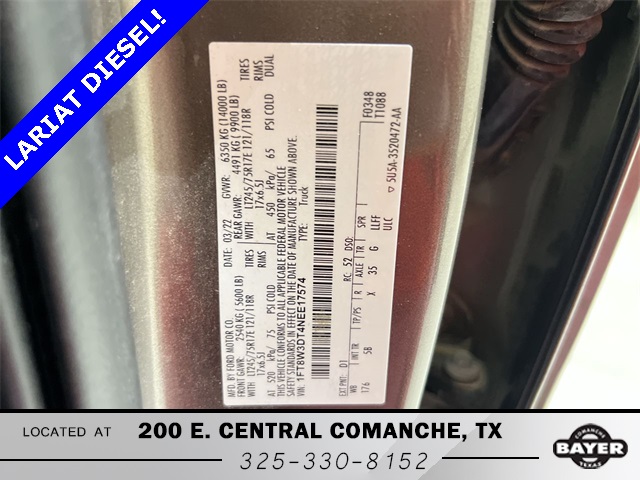 LARIAT DIESEL!
MFD. BY FORD MOTOR CO.
DATE: 03/22 GVWR: 6350 KG (14000 LB)
FRONT GAWR: 2540 KG (5600 LB) REAR GAWR: 4491 KG (9900 LB)
LT245/75R17E 121/118R TIRES WITH LT245/75R17E 121/118R TIRES
17x6.5J RIMS 17x6.5J RIMS
AT 520 kPa/ 75 PSI COLD AT 450 kPa/ 65 PSI COLD DUAL
THIS VEHICLE CONFORMS TO ALL APPLICABLE FEDERAL MOTOR VEHICLE
SAFETY STANDARDS IN EFFECT ON THE DATE OF MANUFACTURE SHOWN ABOVE.
VIN: 1FT8W3DT4NEE17574 TYPE: Truck
F0348
T1088
EXT PNT: D1 RC: 52 DSO:
WB INT TR TP/PS R AXLE TR SPR
176 5B X 35 G LLFF
ULC
5U5A-3520472-AA
LOCATED AT 200 E. CENTRAL COMANCHE, TX
325-330-8152
COMANCHE
BAYER
TEXAS